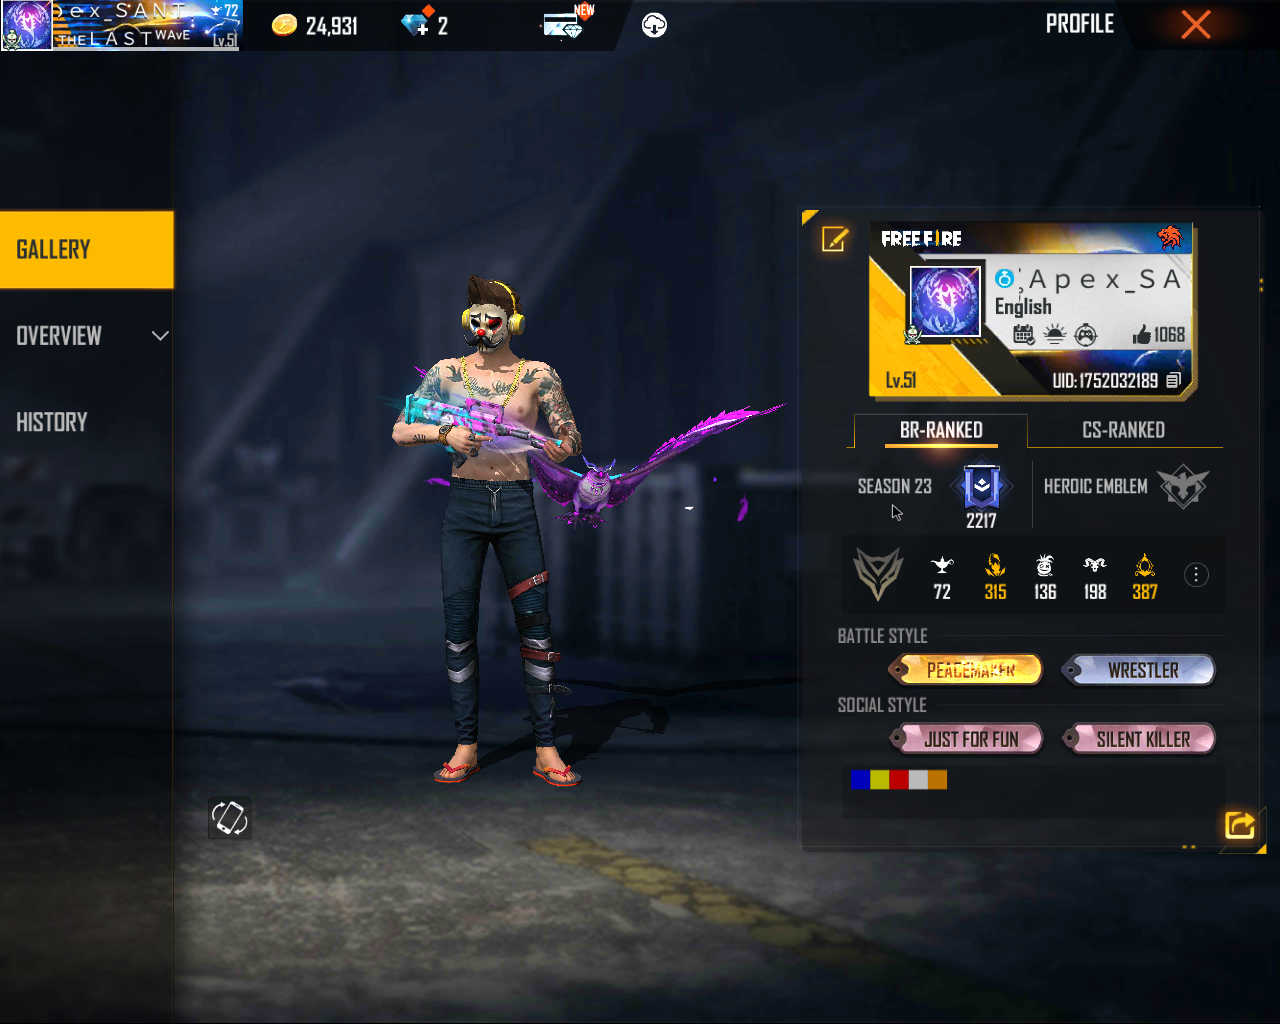 ex_SANT
72
THE LAST WAvE
Lv.51
24,931
2
NEW
PROFILE
GALLERY
OVERVIEW
HISTORY
FREE FIRE
Apex_SA
English
1068
Lv.51
UID:1752032189
BR-RANKED
CS-RANKED
SEASON 23
2217
HEROIC EMBLEM
72
315
136
198
387
BATTLE STYLE
PEACEMAKER
WRESTLER
SOCIAL STYLE
JUST FOR FUN
SILENT KILLER